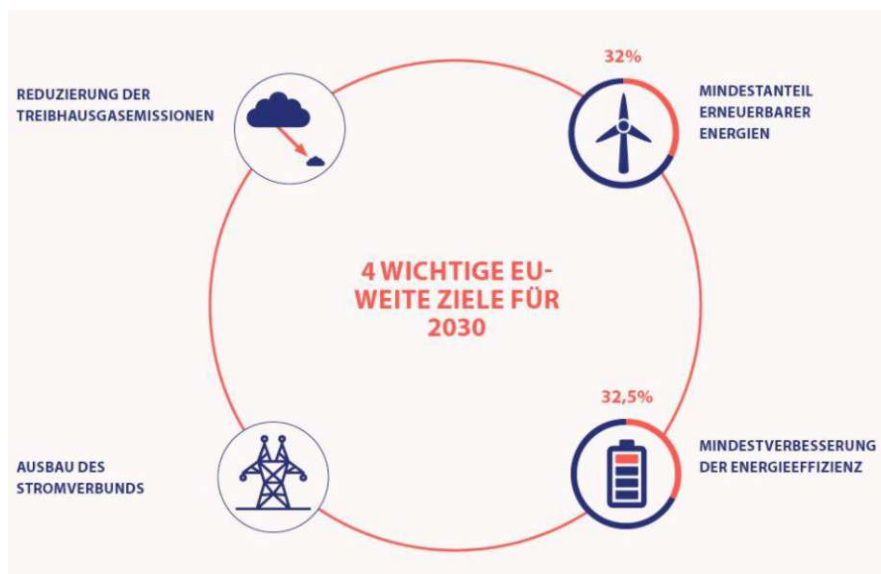 REDUZIERUNG DER
TREIBHAUSGASEMISSIONEN
32%
MINDESTANTEIL
ERNEUERBARER
ENERGIEN
4 WICHTIGE EU-
WEITE ZIELE FÜR
2030
AUSBAU DES
STROMVERBUNDS
32,5%
MINDESTVERBESSERUNG
DER ENERGIEEFFIZIENZ